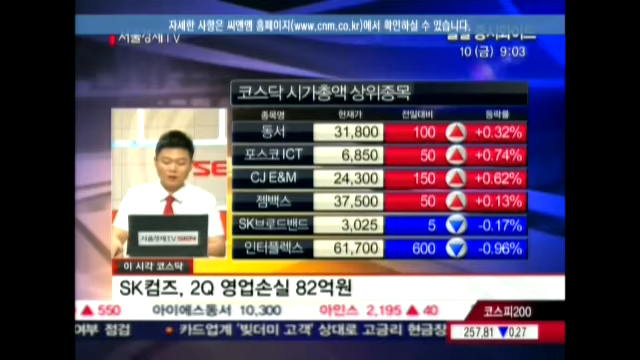 자세한 사항은 씨앤엠 홈페이지(www.cnm.co.kr)에서 확인하실 수 있습니다.
서울경제TV
10 (금) 9:03
코스닥 시가총액 상위종목
종목명 현재가 전일대비 등락률
동서 31,800 100 ▲ +0.32%
포스코 ICT 6,850 50 ▲ +0.74%
CJ E&M 24,300 150 ▲ +0.62%
젬백스 37,500 50 ▲ +0.13%
SK브로드밴드 3,025 5 ▼ -0.17%
인터플렉스 61,700 600 ▼ -0.96%
서울경제TV SEN
이 시각 코스닥
SK컴즈, 2Q 영업손실 82억원
▲ 550 아이에스동서 10,300 아인스 2,195 ▲ 40 코스피200
여부 점검 • 카드업계 '빚더미 고객' 상대로 고금리 현금장 257.81 ▼0.27